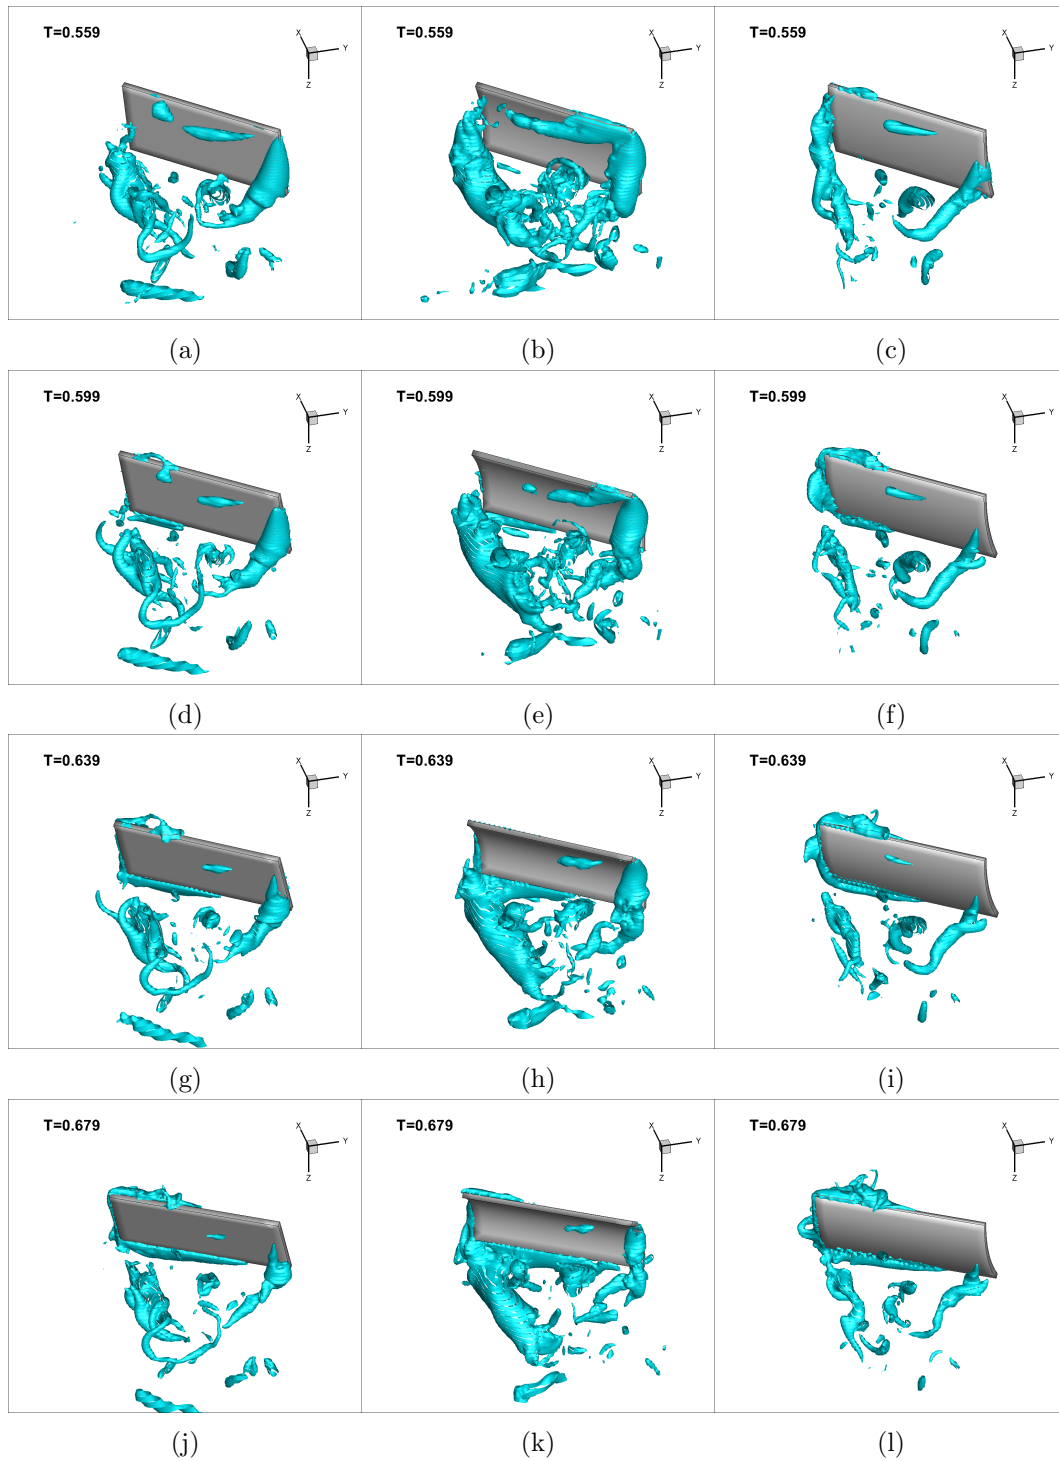 T=0.559 X Y Z T=0.559 X Y Z T=0.559 X Y Z
(a) (b) (c)
T=0.599 X Y Z T=0.599 X Y Z T=0.599 X Y Z
(d) (e) (f)
T=0.639 X Y Z T=0.639 X Y Z T=0.639 X Y Z
(g) (h) (i)
T=0.679 X Y Z T=0.679 X Y Z T=0.679 X Y Z
(j) (k) (l)